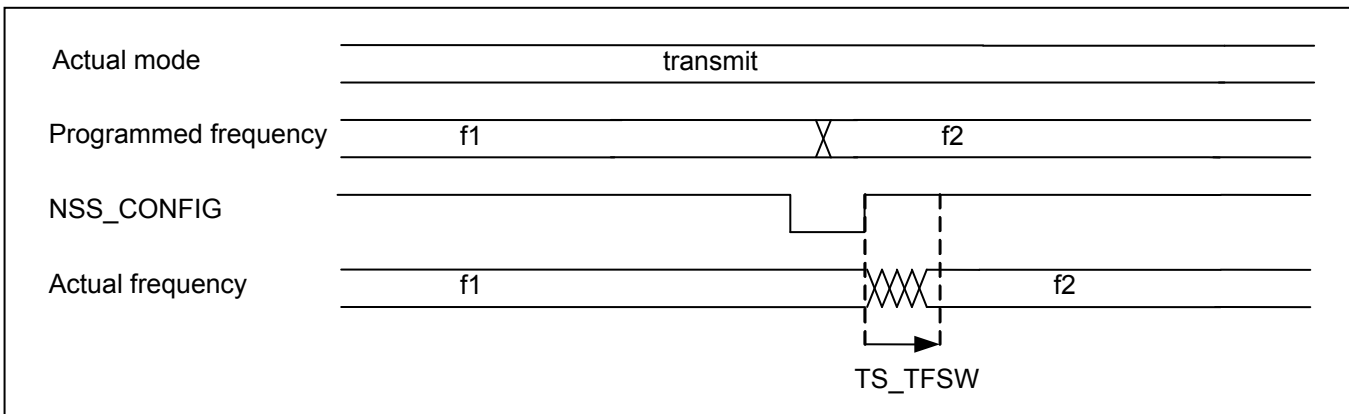 Actual mode transmit
Programmed frequency f1 f2
NSS_CONFIG
Actual frequency f1 f2
TS_TFSW